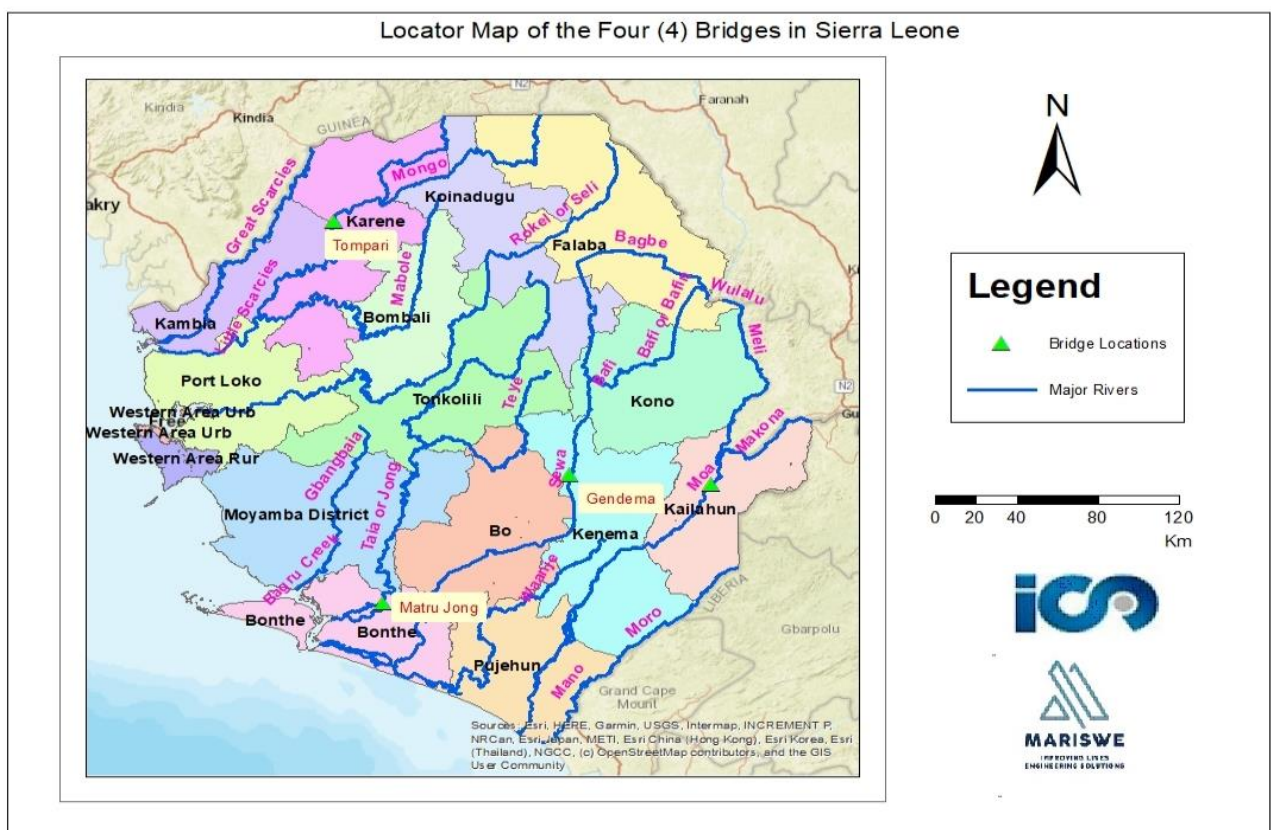 Locator Map of the Four (4) Bridges in Sierra Leone
N2
Faranah
Kindia
Kindia
GUINEA
N
Mongo
Koinadugu
Great Scarcies
akry
Karene
Tompari
Rokel or Seli
Falaba
Bagbe
Mabole
Little Scarcies
Wulalu
Bafi or Bafin
Meli
Kambia
Bombali
Bafi
Port Loko
Teye
Tonkolili
Kono
N2
Western Area Urb
Free
Western Area Urb
Western Area Rur
Gbangbaia
Taia or Jong
Sewa
Moa
Makona
Gu
Gendema
Kailahun
Moyamba District
Bo
Kenema
Bagru Creek
Waanje
Matru Jong
Bonthe
Bonthe
Moro
LIBERIA
Gbarpolu
Pujehun
Mano
Grand Cape
Mount
Sources: Esri, HERE, Garmin, USGS, Intermap, INCREMENT P,
NRCan, Esri Japan, METI, Esri China (Hong Kong), Esri Korea, Esri
(Thailand), NGCC, (c) OpenStreetMap contributors, and the GIS
User Community
Legend
Bridge Locations
Major Rivers
0 20 40 80 120
Km
MARISWE
IMPROVING LIVES
ENGINEERING SOLUTIONS